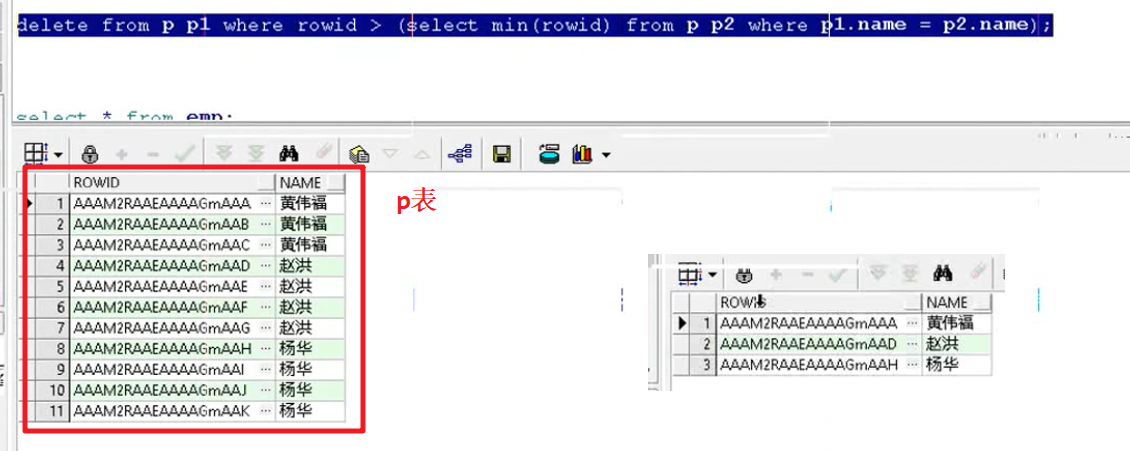 delete from p p1 where rowid > (select min(rowid) from p p2 where p1.name = p2.name);
select * from emp;
ROWID NAME
1 AAAM2RAAEAAAAGmAAA ... 黄伟福
2 AAAM2RAAEAAAAGmAAB ... 黄伟福
3 AAAM2RAAEAAAAGmAAC ... 黄伟福
4 AAAM2RAAEAAAAGmAAD ... 赵洪
5 AAAM2RAAEAAAAGmAAE ... 赵洪
6 AAAM2RAAEAAAAGmAAF ... 赵洪
7 AAAM2RAAEAAAAGmAAG ... 赵洪
8 AAAM2RAAEAAAAGmAAH ... 杨华
9 AAAM2RAAEAAAAGmAAI ... 杨华
10 AAAM2RAAEAAAAGmAAJ ... 杨华
11 AAAM2RAAEAAAAGmAAK ... 杨华
p表
ROWID NAME
1 AAAM2RAAEAAAAGmAAA ... 黄伟福
2 AAAM2RAAEAAAAGmAAD ... 赵洪
3 AAAM2RAAEAAAAGmAAH ... 杨华